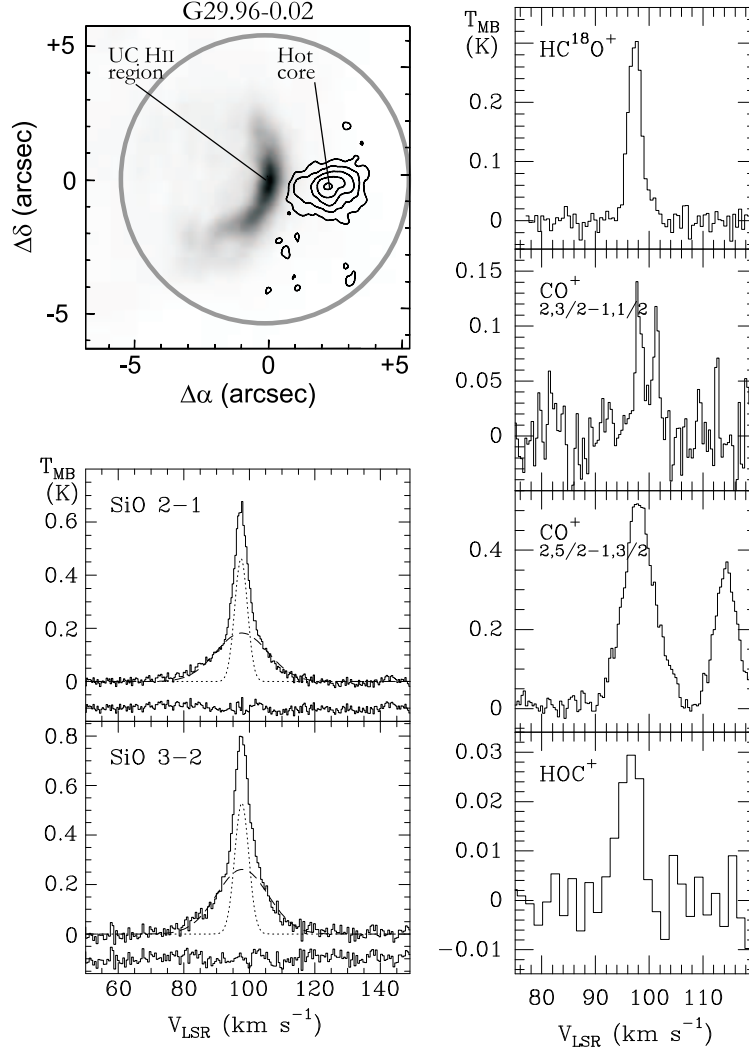 G29.96-0.02
+5
0
-5
Δδ (arcsec)
UC HII
region
Hot
core
-5
0
+5
Δα (arcsec)
T_MB
(K)
SiO 2−1
0.6
0.4
0.2
0
SiO 3−2
0.8
0.6
0.4
0.2
0
60
80
100
120
140
V_LSR (km s⁻¹)
T_MB
(K)
HC¹⁸O⁺
0.2
0.1
0
CO⁺
2,3/2−1,1/2
0.15
0.1
0.05
0
CO⁺
2,5/2−1,3/2
0.4
0.2
0
HOC⁺
0.03
0.02
0.01
0
−0.01
80
90
100
110
V_LSR (km s⁻¹)